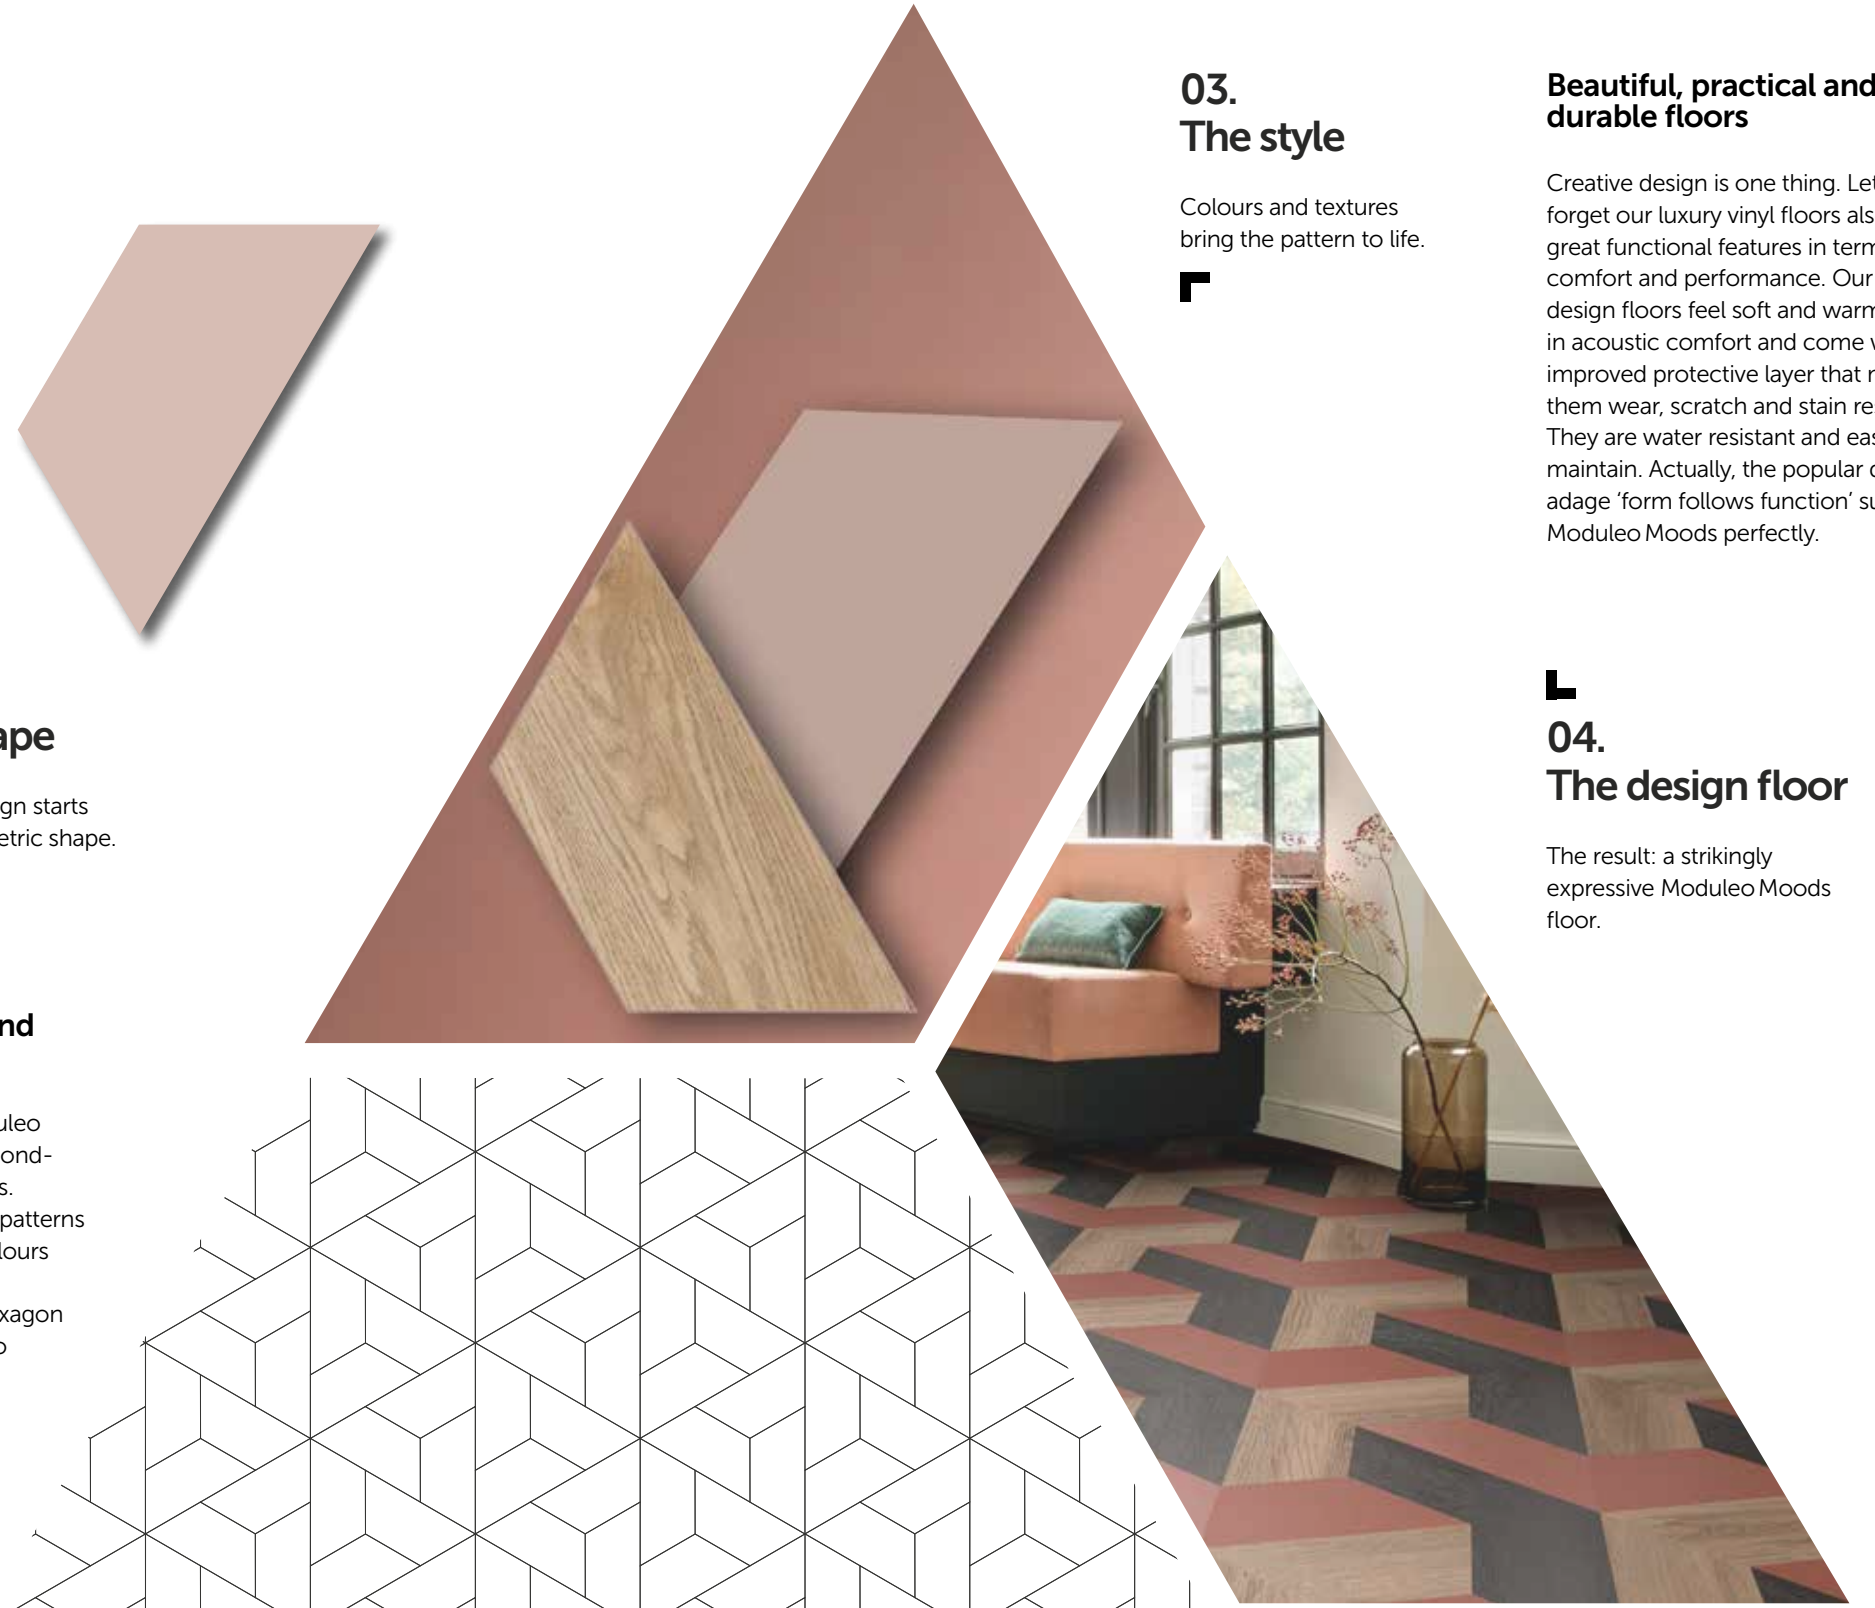 ape
gn starts
etric shape.
nd
uleo
ond-
s.
patterns
lours
xagon
o
03.
The style
Colours and textures
bring the pattern to life.
Beautiful, practical and
durable floors
Creative design is one thing. Let
forget our luxury vinyl floors als
great functional features in term
comfort and performance. Our
design floors feel soft and warm
in acoustic comfort and come w
improved protective layer that m
them wear, scratch and stain re
They are water resistant and eas
maintain. Actually, the popular d
adage ‘form follows function’ su
Moduleo Moods perfectly.
04.
The design floor
The result: a strikingly
expressive Moduleo Moods
floor.